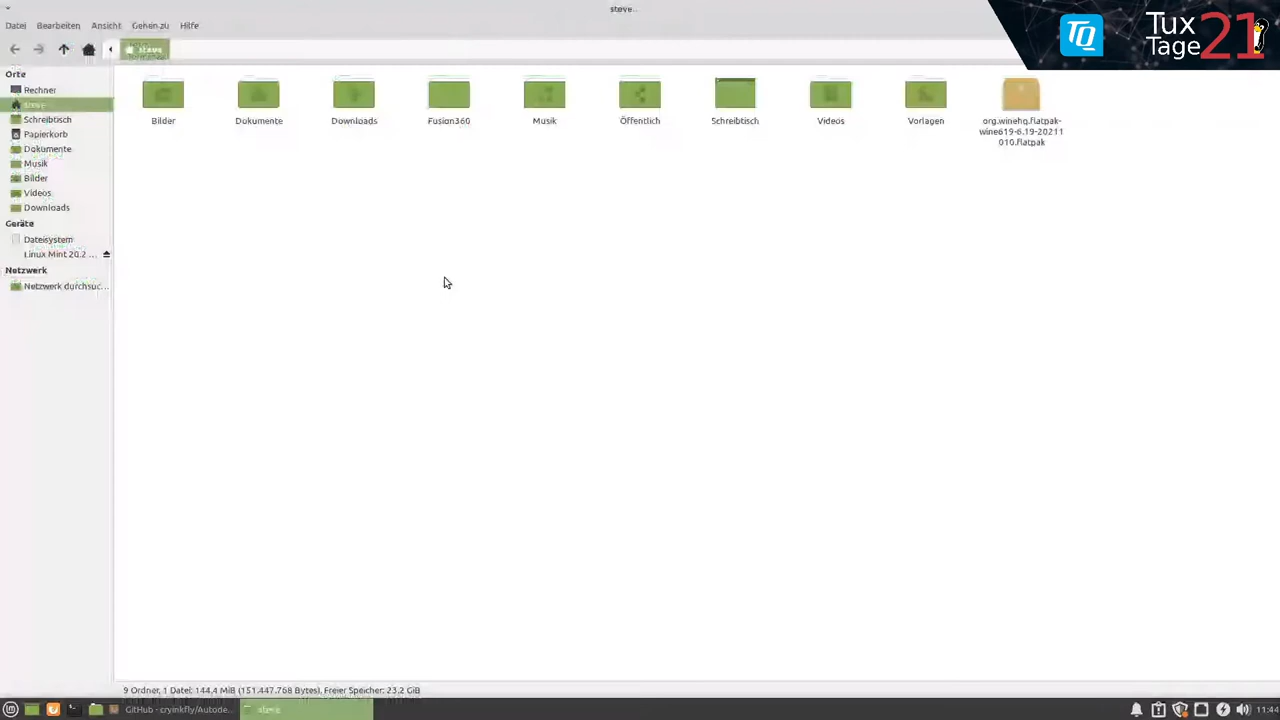 steve
Datei Bearbeiten Ansicht Gehen zu Hilfe
TQ
Tux
Tage 21
steve
Orte
Rechner
steve
Schreibtisch
Papierkorb
Dokumente
Musik
Bilder
Videos
Downloads
Geräte
Dateisystem
Linux Mint 20.2 ...
Netzwerk
Netzwerk durchsuc...
Bilder Dokumente Downloads Fusion360 Musik Öffentlich Schreibtisch Videos Vorlagen org.winehq.flatpak-
wine619-6.19-20211
010.flatpak
9 Ordner, 1 Datei: 144,4 MiB (151.447.768 Bytes), Freier Speicher: 23,2 GiB
GitHub - cryinkfly/Autode... steve 11:44